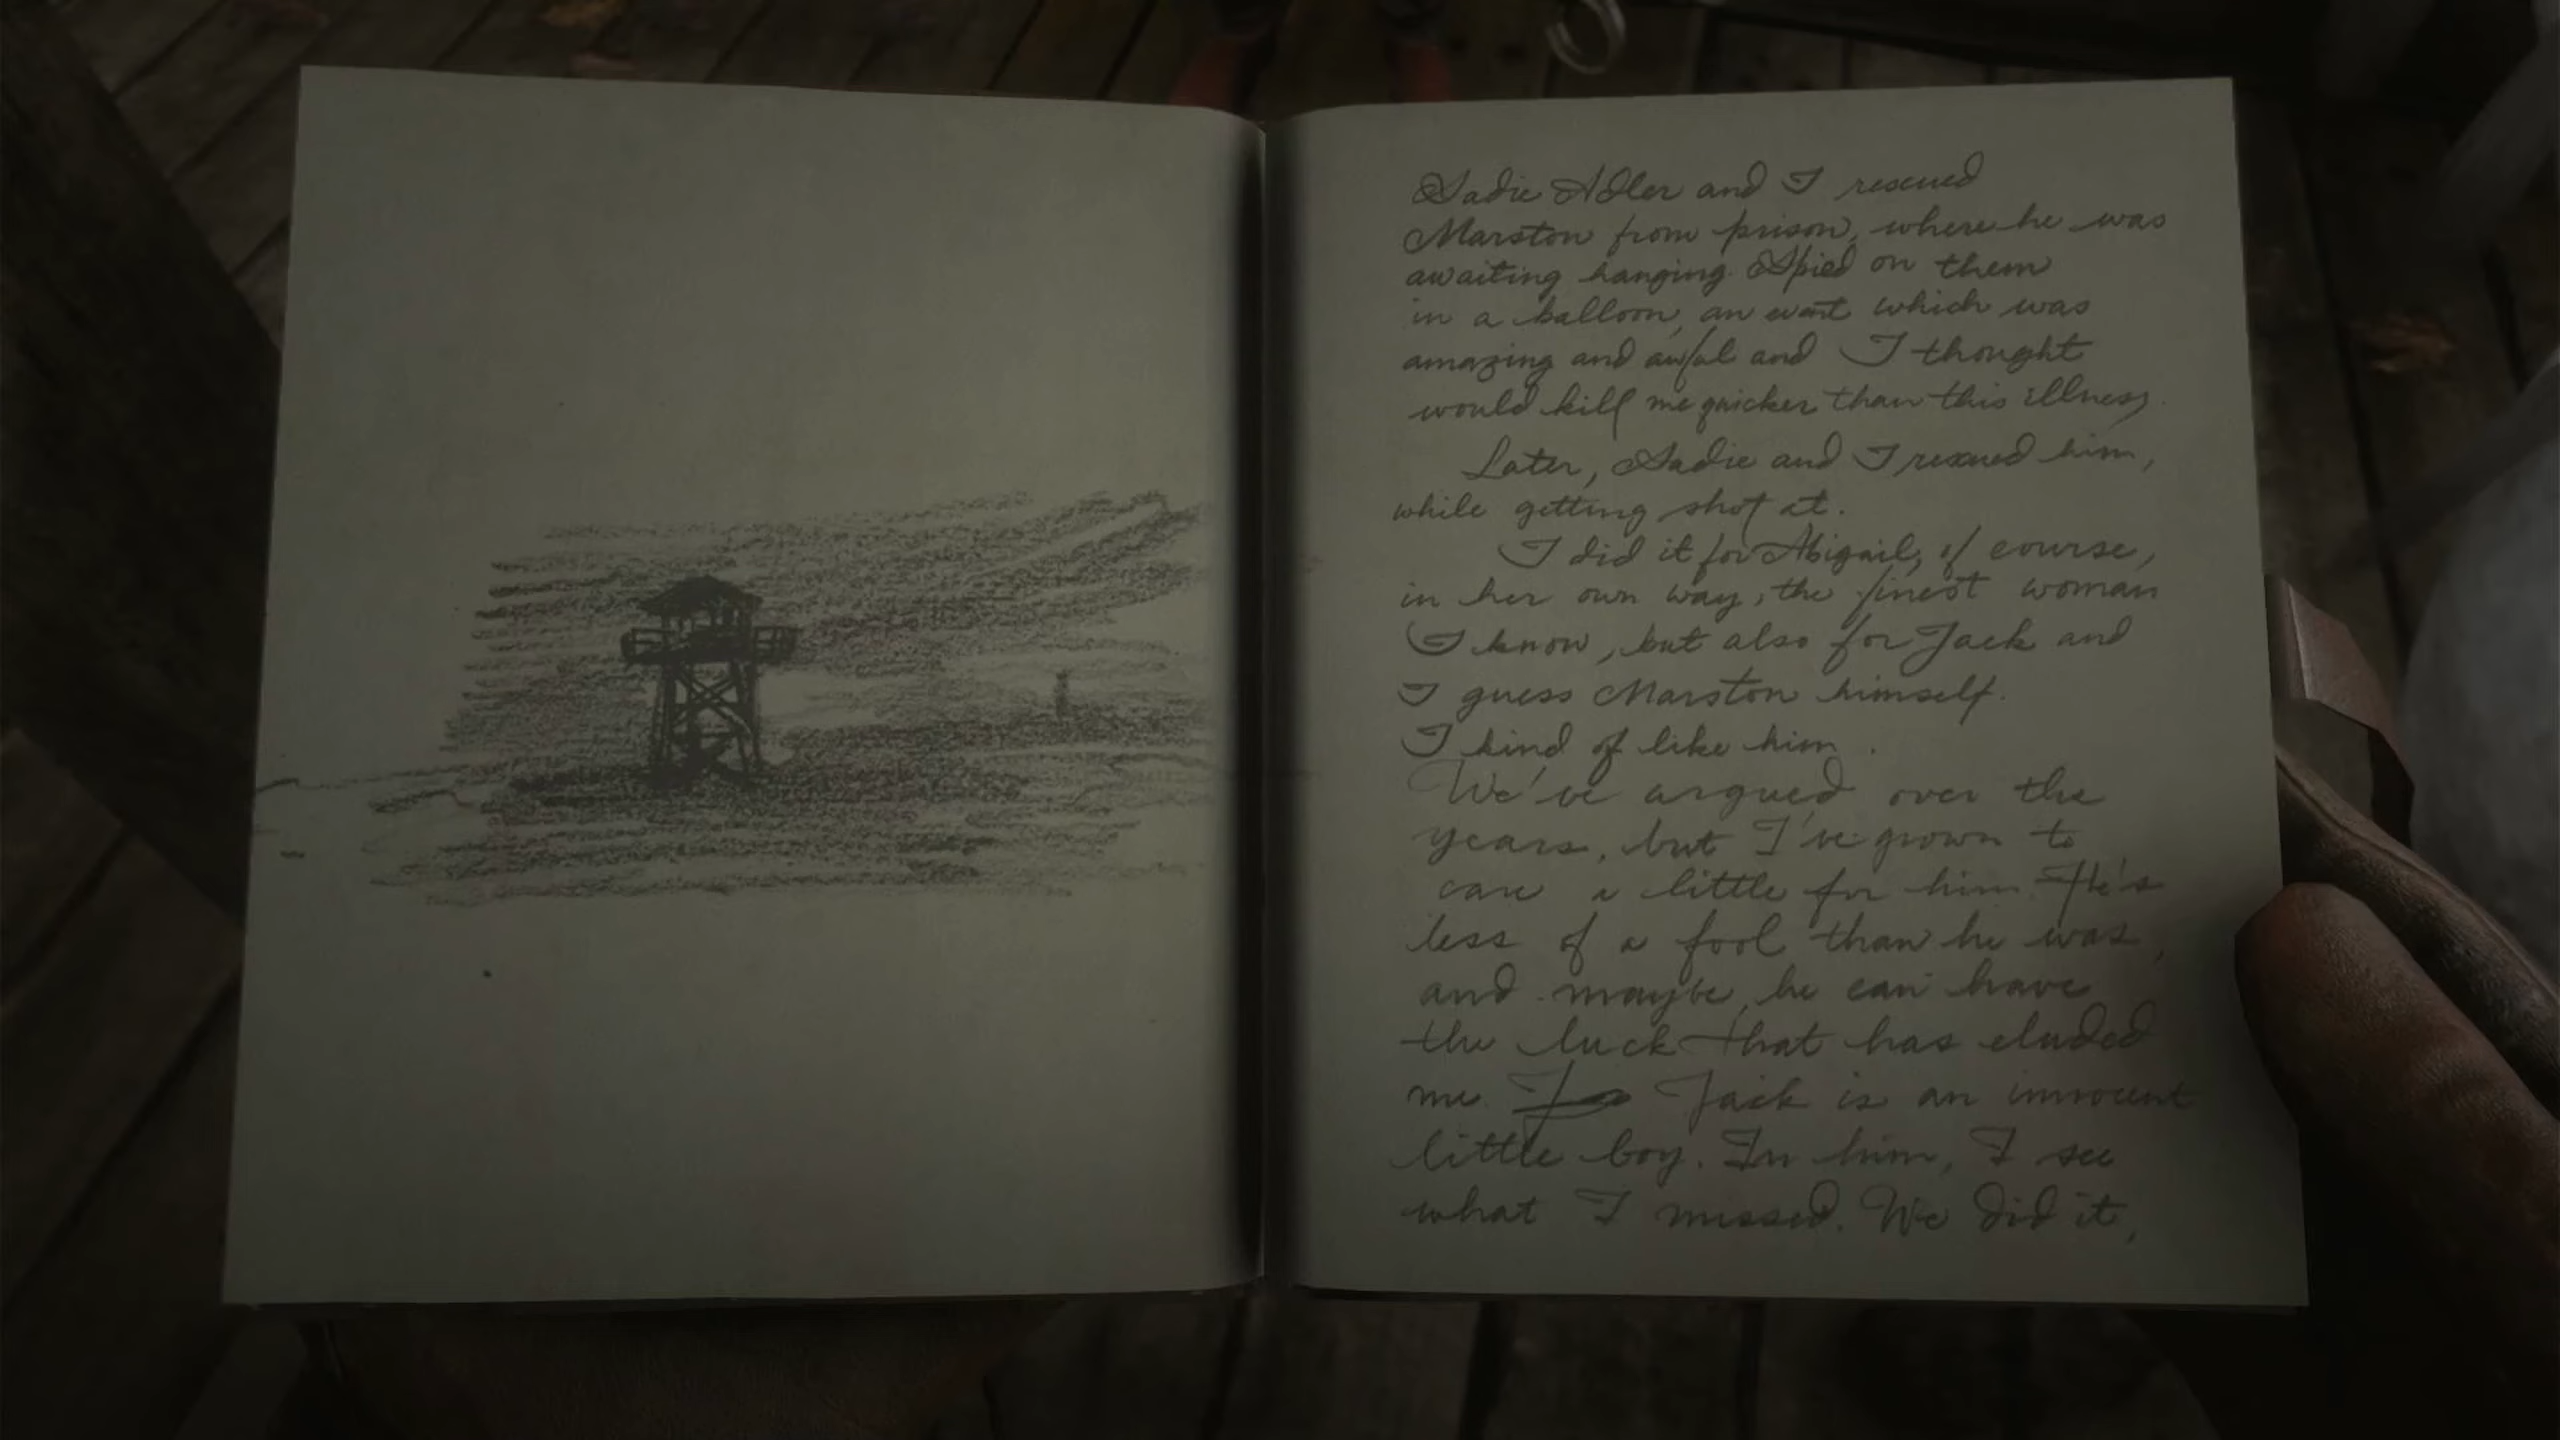 Sadie Adler and I rescued
Marston from prison, where he was
awaiting hanging. Spied on them
in a balloon, an event which was
amazing and awful and I thought
would kill me quicker than this illness.
Later, Sadie and I rescued him,
while getting shot at.
I did it for Abigail, of course,
in her own way, the finest woman
I know, but also for Jack and
I guess Marston himself.
I kind of like him.
We've argued over the
years, but I've grown to
care a little for him. He's
less of a fool than he was,
and maybe, he can have
the luck that has eluded
me. Jack is an innocent
little boy. In him, I see
what I missed. We did it,